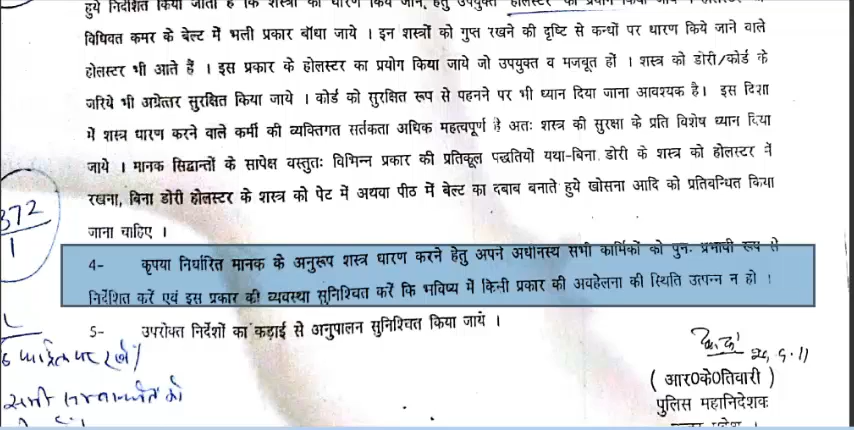 हुये निर्देशित किया जाता है कि शस्त्रों को धारण किये जाने, हेतु उपयुक्त होलस्टर का प्रयोग किया जाये ।
विधिवत कमर के बेल्ट में भली प्रकार बाँधा जाये । इन शस्त्रों को गुप्त रखने की दृष्टि से कन्धों पर धारण किये जाने वाले
होलस्टर भी आते हैं । इस प्रकार के होलस्टर का प्रयोग किया जाये जो उपयुक्त व मजबूत हों । शस्त्र को डोरी/कोर्ड के
जरिये भी अग्रेत्तर सुरक्षित किया जाये । कोर्ड को सुरक्षित रूप से पहनने पर भी ध्यान दिया जाना आवश्यक है। इस दिशा
में शस्त्र धारण करने वाले कर्मी की व्यक्तिगत सर्तकता अधिक महत्वपूर्ण है अतः शस्त्र की सुरक्षा के प्रति विशेष ध्यान दिया
जाये । मानक सिद्वान्तों के सापेक्ष वस्तुतः विभिन्न प्रकार की प्रतिकूल पद्धतियों यथा-बिना डोरी के शस्त्र को होलस्टर में
रखना, बिना डोरी होलस्टर के शस्त्र को पेट में अथवा पीठ में बेल्ट का दबाव बनाते हुये खोसना आदि को प्रतिबन्धित किया
जाना चाहिए ।
372
1
4- कृपया निर्धारित मानक के अनुरूप शस्त्र धारण करने हेतु अपने अधीनस्थ सभी कार्मिकों को पुनः प्रभावी रूप से
निर्देशित करें एवं इस प्रकार की व्यवस्था सुनिश्चित करें कि भविष्य में किसी प्रकार की अवहेलना की स्थिति उत्पन्न न हो ।
5- उपरोक्त निर्देशों का कड़ाई से अनुपालन सुनिश्चित किया जाये ।
( आर0के0तिवारी )
पुलिस महानिदेशक